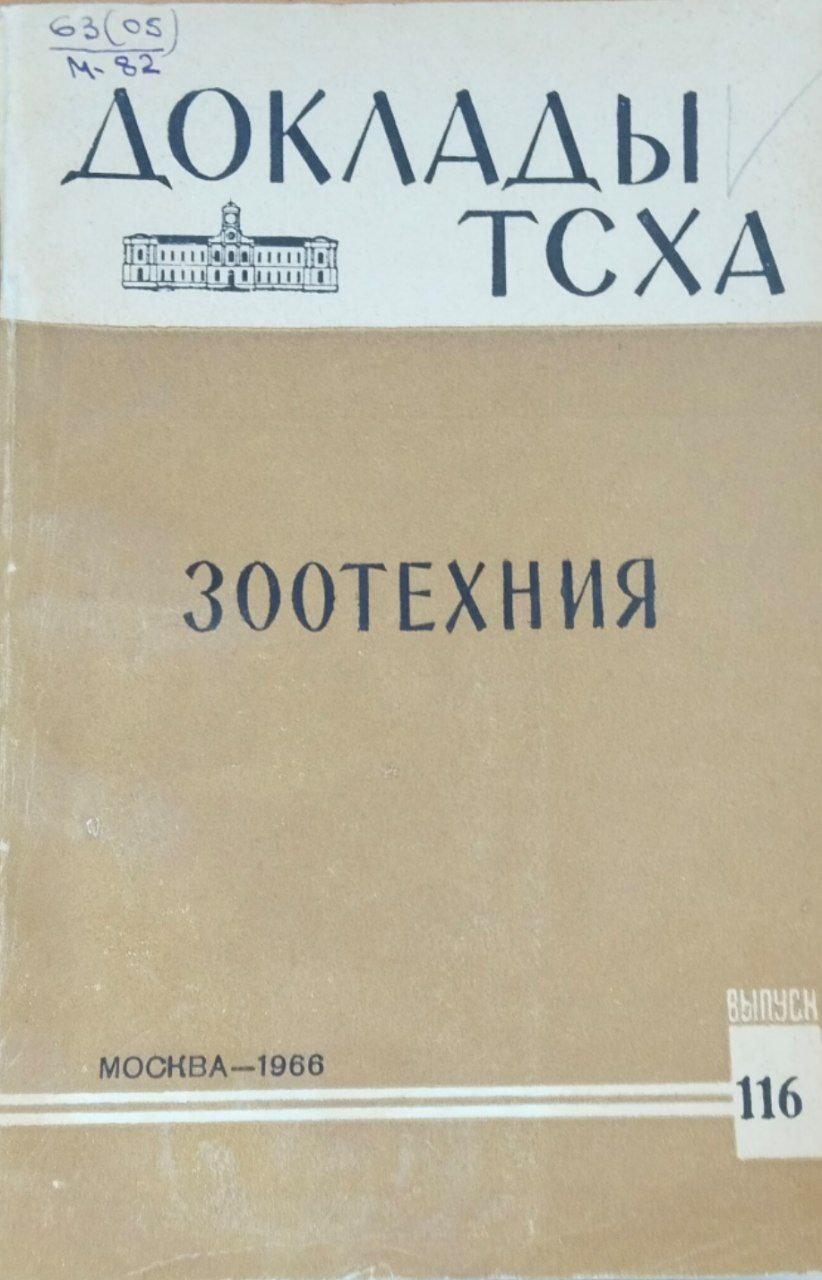 63(05)
М-82
ДОКЛАДЫ
ТСХА
ЗООТЕХНИЯ
ВЫПУСК
МОСКВА—1966
116